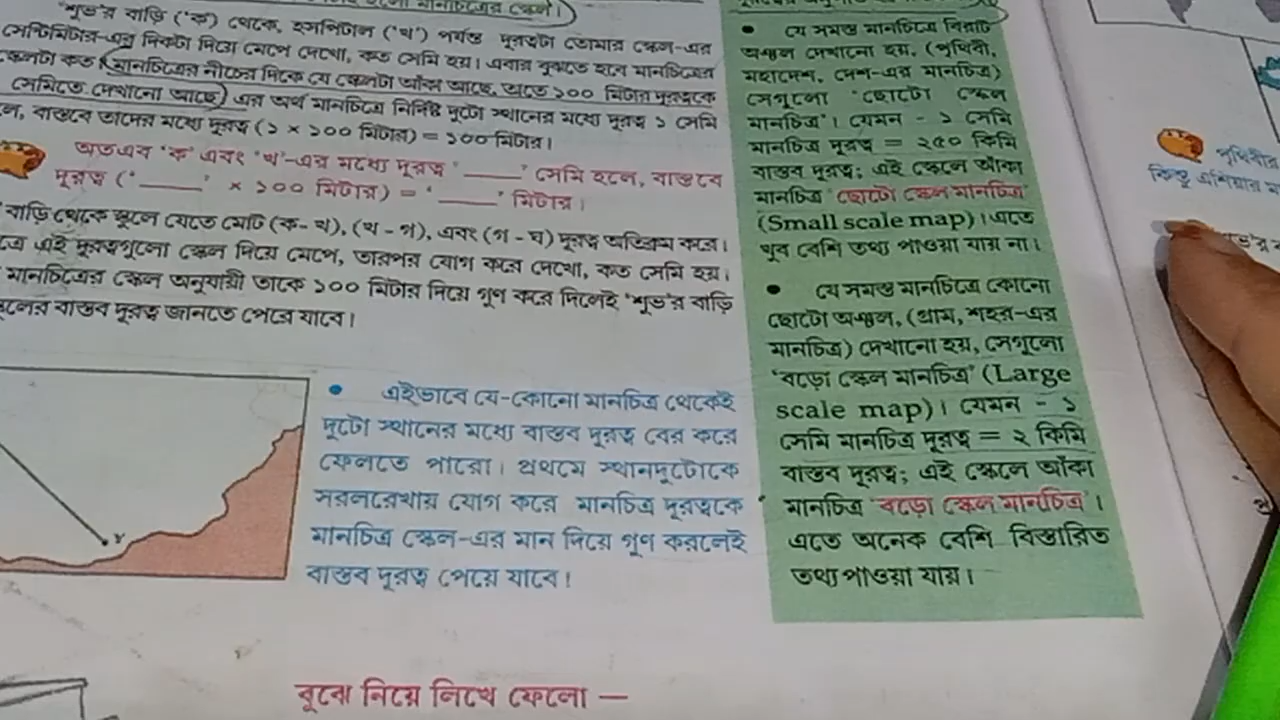 মানচিত্রের স্কেল।
'শুভ'র বাড়ি ('ক') থেকে, হসপিটাল ('খ') পর্যন্ত দূরত্বটা তোমার স্কেল-এর
সেন্টিমিটার-এর দিকটা দিয়ে মেপে দেখো, কত সেমি হয়। এবার বুঝতে হবে মানচিত্রের
স্কেলটা কত। মানচিত্রের নীচের দিকে যে স্কেলটা আঁকা আছে, তাতে ১০০ মিটার দূরত্বকে
সেমিতে দেখানো আছে। এর অর্থ মানচিত্রে নির্দিষ্ট দুটো স্থানের মধ্যে দূরত্ব ১ সেমি
বাস্তবে তাদের মধ্যে দূরত্ব (১ × ১০০ মিটার) = ১০০ মিটার।
অতএব 'ক' এবং 'খ'-এর মধ্যে দূরত্ব '____' সেমি হলে, বাস্তবে
দূরত্ব ('____' × ১০০ মিটার) = '____' মিটার।
বাড়ি থেকে স্কুলে যেতে মোট (ক- খ), (খ - গ), এবং (গ - ঘ) দূরত্ব অতিক্রম করে।
এই দূরত্বগুলো স্কেল দিয়ে মেপে, তারপর যোগ করে দেখো, কত সেমি হয়।
মানচিত্রের স্কেল অনুযায়ী তাকে ১০০ মিটার দিয়ে গুণ করে দিলেই 'শুভ'র বাড়ি
বাস্তব দূরত্ব জানতে পেরে যাবে।
y
• এইভাবে যে-কোনো মানচিত্র থেকেই
দুটো স্থানের মধ্যে বাস্তব দূরত্ব বের করে
ফেলতে পারো। প্রথমে স্থানদুটোকে
সরলরেখায় যোগ করে মানচিত্র দূরত্বকে
মানচিত্র স্কেল-এর মান দিয়ে গুণ করলেই
বাস্তব দূরত্ব পেয়ে যাবে!
বুঝে নিয়ে লিখে ফেলো —
• যে সমস্ত মানচিত্রে বিরাট
অঞ্চল দেখানো হয়, (পৃথিবী,
মহাদেশ, দেশ-এর মানচিত্র)
সেগুলো 'ছোটো স্কেল
মানচিত্র'। যেমন - ১ সেমি
মানচিত্র দূরত্ব = ২৫০ কিমি
বাস্তব দূরত্ব; এই স্কেলে আঁকা
মানচিত্র 'ছোটো স্কেল মানচিত্র'
(Small scale map)। এতে
খুব বেশি তথ্য পাওয়া যায় না।
• যে সমস্ত মানচিত্রে কোনো
ছোটো অঞ্চল, (গ্রাম, শহর-এর
মানচিত্র) দেখানো হয়, সেগুলো
'বড়ো স্কেল মানচিত্র' (Large
scale map)। যেমন - ১
সেমি মানচিত্র দূরত্ব = ২ কিমি
বাস্তব দূরত্ব; এই স্কেলে আঁকা
মানচিত্র 'বড়ো স্কেল মানচিত্র'।
এতে অনেক বেশি বিস্তারিত
তথ্য পাওয়া যায়।
পৃথিবীর
কিন্তু এশিয়ার